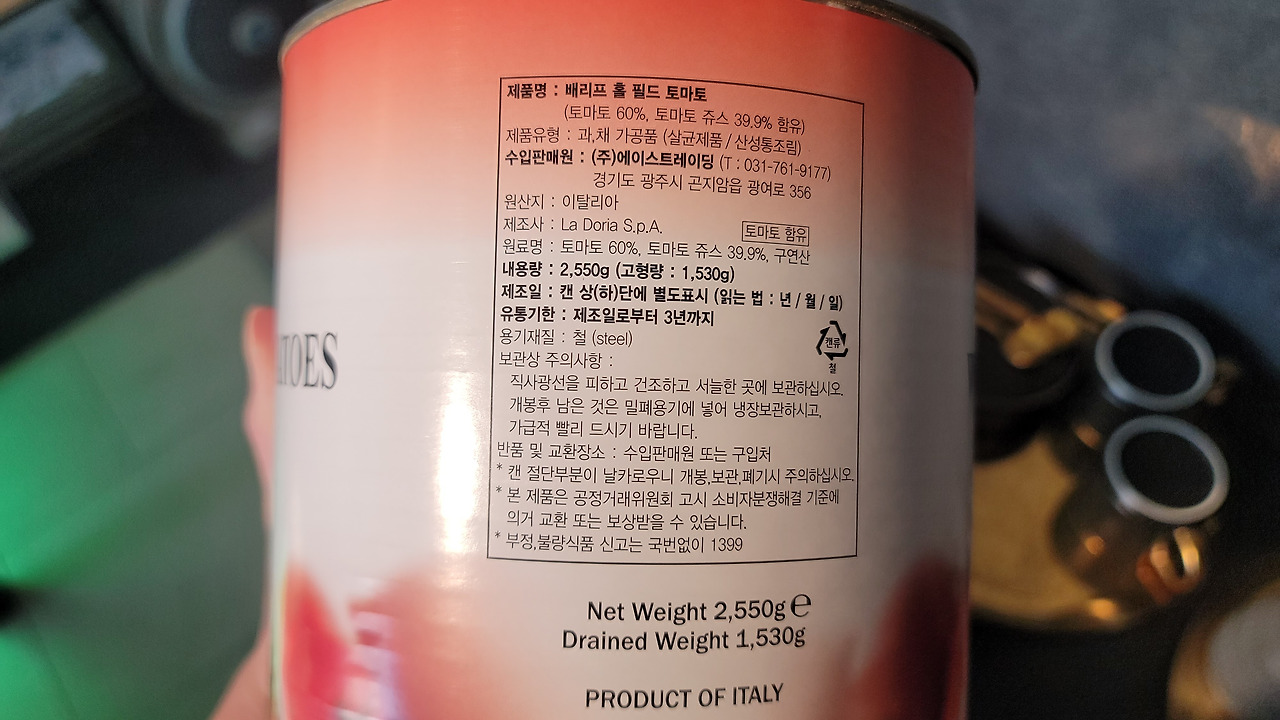 제품명 : 배리프 홀 필드 토마토
(토마토 60%, 토마토 쥬스 39.9% 함유)
제품유형 : 과,채 가공품 (살균제품 / 산성통조림)
수입판매원 : (주)에이스트레이딩 (T : 031-761-9177)
경기도 광주시 곤지암읍 광여로 356
원산지 : 이탈리아
제조사 : La Doria S.p.A.
토마토 함유
원료명 : 토마토 60%, 토마토 쥬스 39.9%, 구연산
내용량 : 2,550g (고형량 : 1,530g)
제조일 : 캔 상(하)단에 별도표시 (읽는 법 : 년 / 월 / 일)
유통기한 : 제조일로부터 3년까지
용기재질 : 철 (steel)
캔류
철
보관상 주의사항 :
직사광선을 피하고 건조하고 서늘한 곳에 보관하십시오.
개봉후 남은 것은 밀폐용기에 넣어 냉장보관하시고,
가급적 빨리 드시기 바랍니다.
반품 및 교환장소 : 수입판매원 또는 구입처
* 캔 절단부분이 날카로우니 개봉,보관,폐기시 주의하십시오.
* 본 제품은 공정거래위원회 고시 소비자분쟁해결 기준에
의거 교환 또는 보상받을 수 있습니다.
* 부정,불량식품 신고는 국번없이 1399
Net Weight 2,550g ℮
Drained Weight 1,530g
PRODUCT OF ITALY